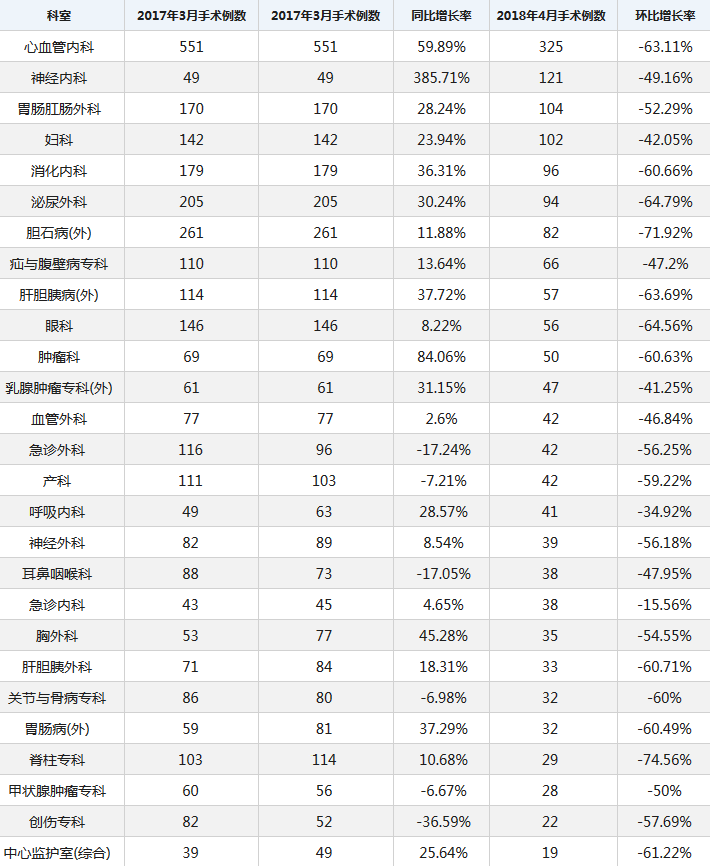 科室 2017年3月手术例数 2017年3月手术例数 同比增长率 2018年4月手术例数 环比增长率
心血管内科 551 551 59.89% 325 -63.11%
神经内科 49 49 385.71% 121 -49.16%
胃肠肛肠外科 170 170 28.24% 104 -52.29%
妇科 142 142 23.94% 102 -42.05%
消化内科 179 179 36.31% 96 -60.66%
泌尿外科 205 205 30.24% 94 -64.79%
胆石病(外) 261 261 11.88% 82 -71.92%
疝与腹壁病专科 110 110 13.64% 66 -47.2%
肝胆胰病(外) 114 114 37.72% 57 -63.69%
眼科 146 146 8.22% 56 -64.56%
肿瘤科 69 69 84.06% 50 -60.63%
乳腺肿瘤专科(外) 61 61 31.15% 47 -41.25%
血管外科 77 77 2.6% 42 -46.84%
急诊外科 116 96 -17.24% 42 -56.25%
产科 111 103 -7.21% 42 -59.22%
呼吸内科 49 63 28.57% 41 -34.92%
神经外科 82 89 8.54% 39 -56.18%
耳鼻咽喉科 88 73 -17.05% 38 -47.95%
急诊内科 43 45 4.65% 38 -15.56%
胸外科 53 77 45.28% 35 -54.55%
肝胆胰外科 71 84 18.31% 33 -60.71%
关节与骨病专科 86 80 -6.98% 32 -60%
胃肠病(外) 59 81 37.29% 32 -60.49%
脊柱专科 103 114 10.68% 29 -74.56%
甲状腺肿瘤专科 60 56 -6.67% 28 -50%
创伤专科 82 52 -36.59% 22 -57.69%
中心监护室(综合) 39 49 25.64% 19 -61.22%